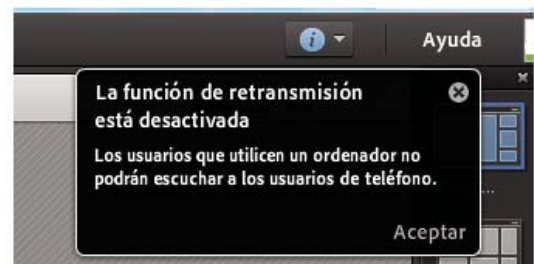 Ayuda
La función de retransmisión
está desactivada
Los usuarios que utilicen un ordenador no
podrán escuchar a los usuarios de teléfono.
...
Aceptar